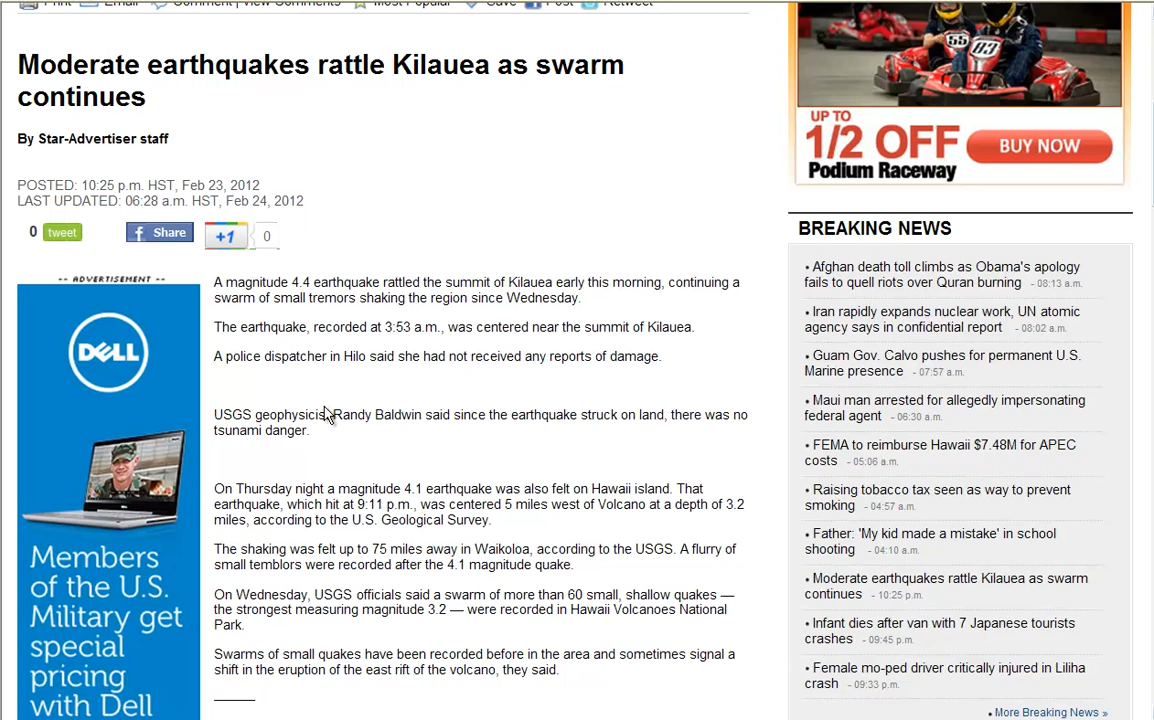 Print Email Comment | View Comments Most Popular Save Post Retweet
Moderate earthquakes rattle Kilauea as swarm
continues
By Star-Advertiser staff
POSTED: 10:25 p.m. HST, Feb 23, 2012
LAST UPDATED: 06:28 a.m. HST, Feb 24, 2012
0 tweet f Share +1 0
-- ADVERTISEMENT --
DELL
Members
of the U.S.
Military get
special
pricing
with Dell
A magnitude 4.4 earthquake rattled the summit of Kilauea early this morning, continuing a
swarm of small tremors shaking the region since Wednesday.
The earthquake, recorded at 3:53 a.m., was centered near the summit of Kilauea.
A police dispatcher in Hilo said she had not received any reports of damage.
USGS geophysicist Randy Baldwin said since the earthquake struck on land, there was no
tsunami danger.
On Thursday night a magnitude 4.1 earthquake was also felt on Hawaii island. That
earthquake, which hit at 9:11 p.m., was centered 5 miles west of Volcano at a depth of 3.2
miles, according to the U.S. Geological Survey.
The shaking was felt up to 75 miles away in Waikoloa, according to the USGS. A flurry of
small temblors were recorded after the 4.1 magnitude quake.
On Wednesday, USGS officials said a swarm of more than 60 small, shallow quakes —
the strongest measuring magnitude 3.2 — were recorded in Hawaii Volcanoes National
Park.
Swarms of small quakes have been recorded before in the area and sometimes signal a
shift in the eruption of the east rift of the volcano, they said.
55 83
UP TO
1/2 OFF
Podium Raceway
BUY NOW
BREAKING NEWS
• Afghan death toll climbs as Obama's apology
fails to quell riots over Quran burning - 08:13 a.m.
• Iran rapidly expands nuclear work, UN atomic
agency says in confidential report - 08:02 a.m.
• Guam Gov. Calvo pushes for permanent U.S.
Marine presence - 07:57 a.m.
• Maui man arrested for allegedly impersonating
federal agent - 06:30 a.m.
• FEMA to reimburse Hawaii $7.48M for APEC
costs - 05:06 a.m.
• Raising tobacco tax seen as way to prevent
smoking - 04:57 a.m.
• Father: 'My kid made a mistake' in school
shooting - 04:10 a.m.
• Moderate earthquakes rattle Kilauea as swarm
continues - 10:25 p.m.
• Infant dies after van with 7 Japanese tourists
crashes - 09:45 p.m.
• Female mo-ped driver critically injured in Liliha
crash - 09:33 p.m.
• More Breaking News »